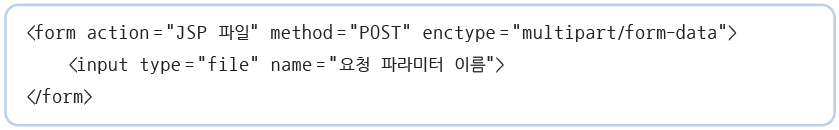 <form action="JSP 파일" method="POST" enctype="multipart/form-data">
<input type="file" name="요청 파라미터 이름">
</form>